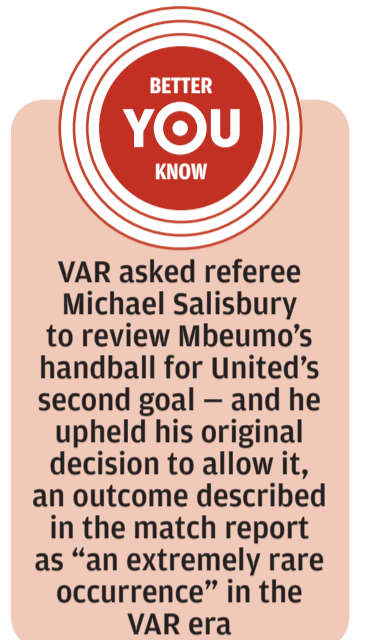 BETTER
YOU
KNOW
VAR asked referee
Michael Salisbury
to review Mbeumo’s
handball for United’s
second goal – and he
upheld his original
decision to allow it,
an outcome described
in the match report
as “an extremely rare
occurrence” in the
VAR era